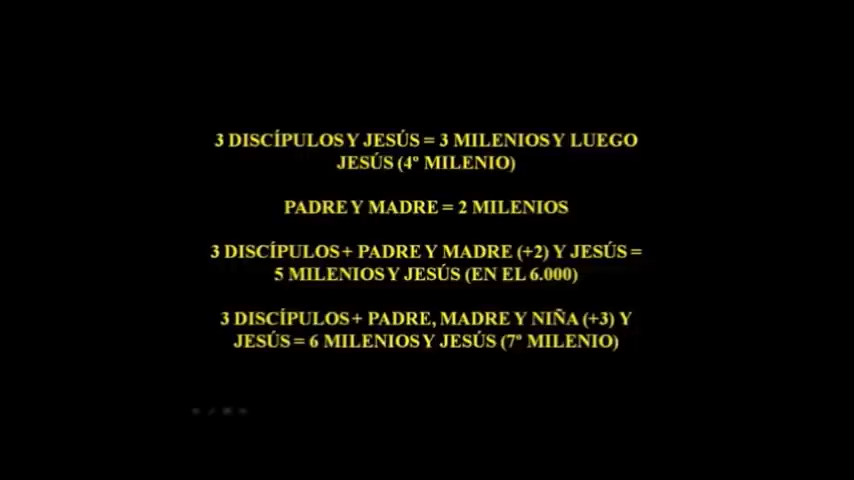 3 DISCÍPULOS Y JESÚS = 3 MILENIOS Y LUEGO
JESÚS (4º MILENIO)
PADRE Y MADRE = 2 MILENIOS
3 DISCÍPULOS + PADRE Y MADRE (+2) Y JESÚS =
5 MILENIOS Y JESÚS (EN EL 6.000)
3 DISCÍPULOS + PADRE, MADRE Y NIÑA (+3) Y
JESÚS = 6 MILENIOS Y JESÚS (7º MILENIO)